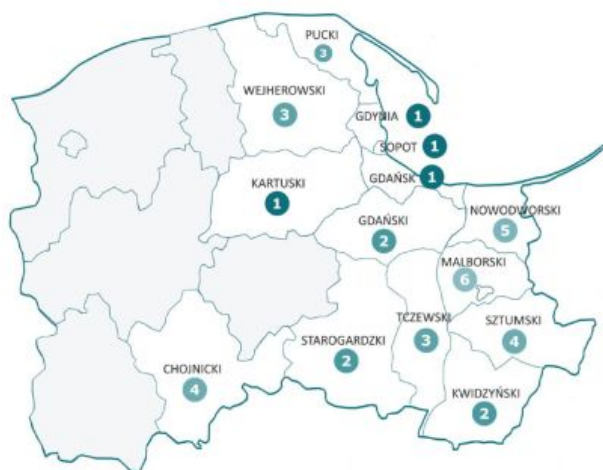 PUCKI
3
WEJHEROWSKI
3
GDYNIA 1
SOPOT 1
GDAŃSK 1
KARTUSKI
1
GDAŃSKI
2
NOWODWORSKI
5
MALBORSKI
6
TCZEWSKI
3
SZTUMSKI
4
STAROGARDZKI
2
CHOJNICKI
4
KWIDZYŃSKI
2